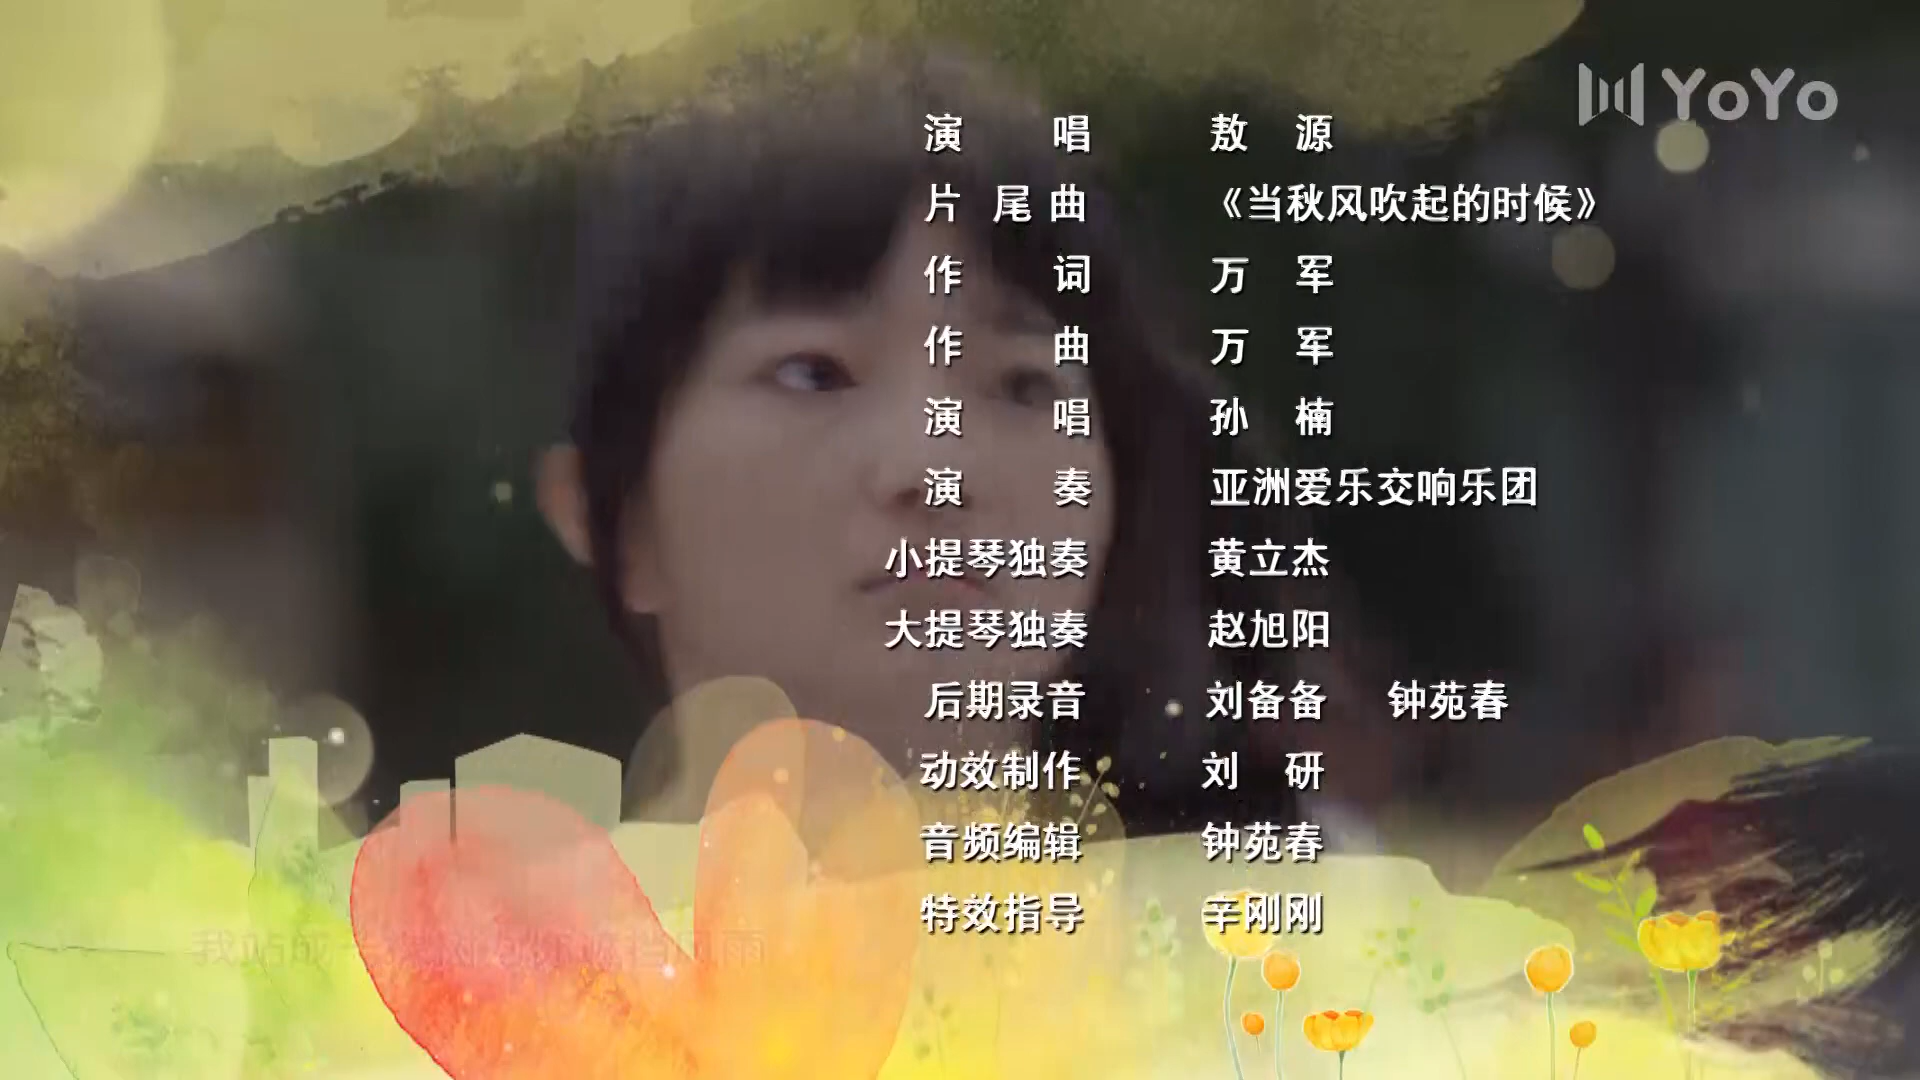 YoYo
演 唱 敖 源
片 尾 曲 《当秋风吹起的时候》
作 词 万 军
作 曲 万 军
演 唱 孙 楠
演 奏 亚洲爱乐交响乐团
小提琴独奏 黄立杰
大提琴独奏 赵旭阳
后期录音 刘备备 钟苑春
动效制作 刘 研
音频编辑 钟苑春
特效指导 辛刚刚